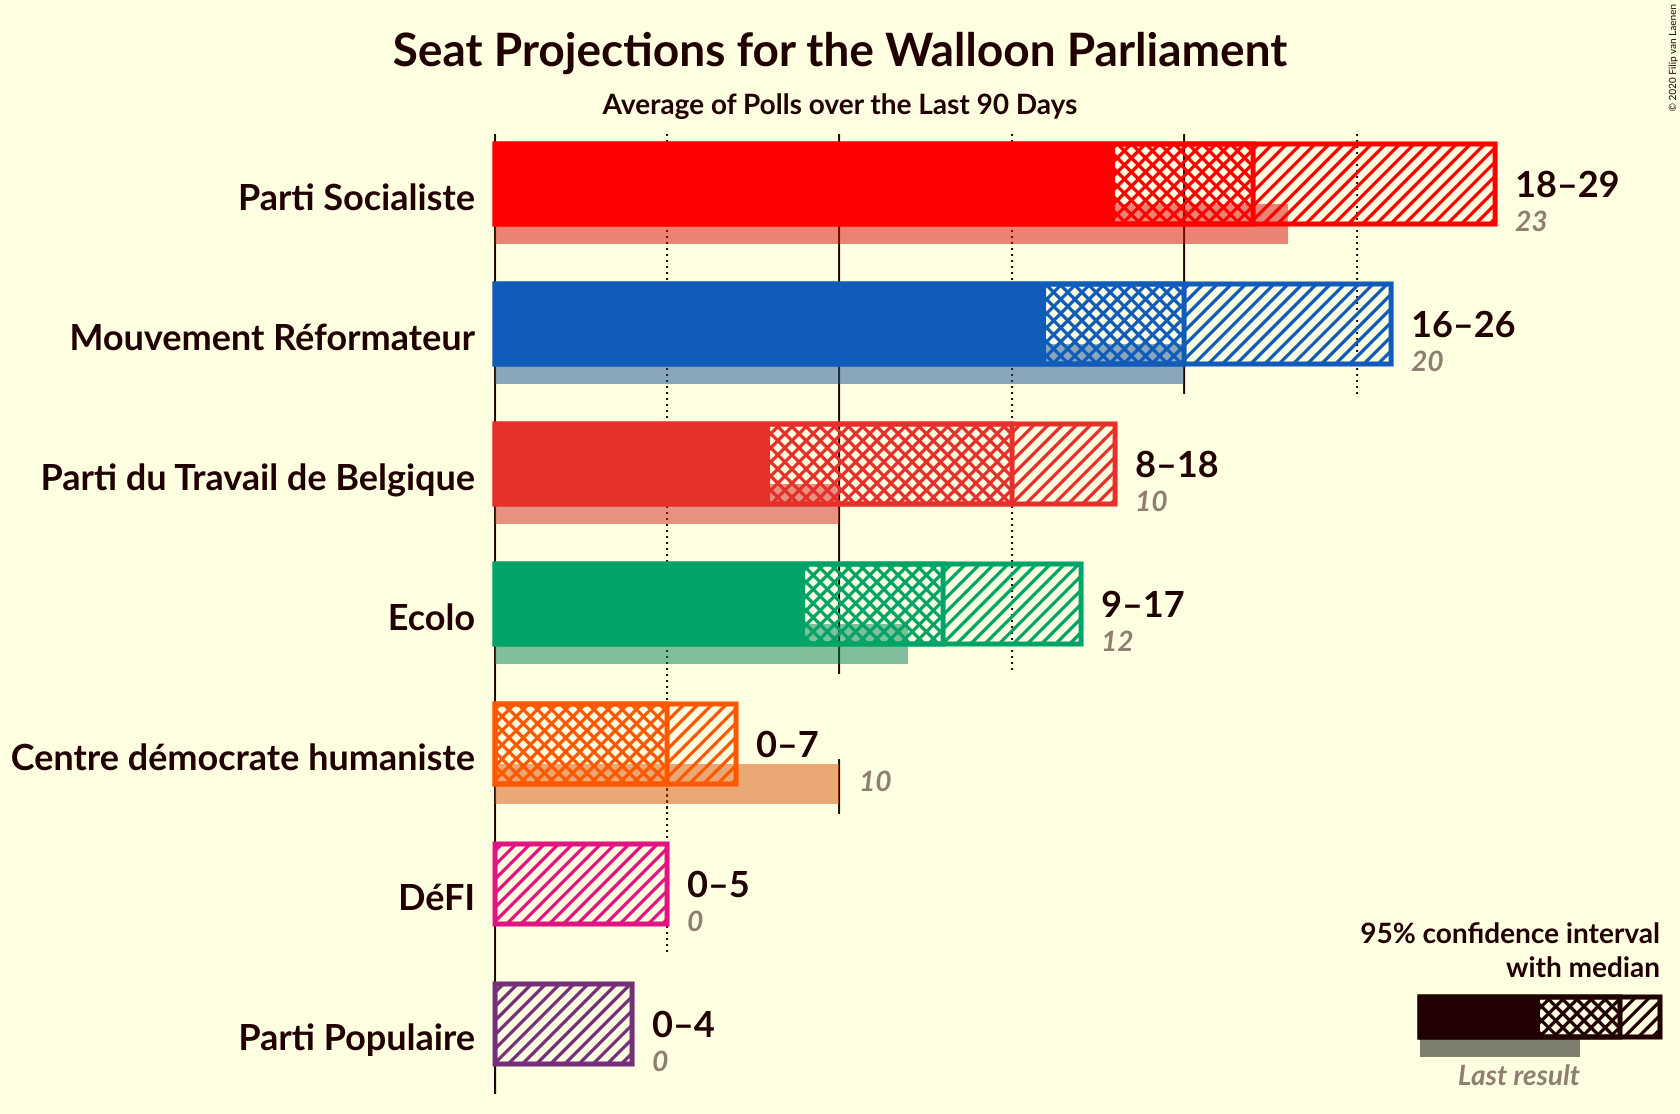 Seat Projections for the Walloon Parliament
Average of Polls over the Last 90 Days
© 2020 Filip van Laenen
Parti Socialiste
18–29
23
Mouvement Réformateur
16–26
20
Parti du Travail de Belgique
8–18
10
Ecolo
9–17
12
Centre démocrate humaniste
0–7
10
DéFI
0–5
0
Parti Populaire
0–4
0
95% confidence interval
with median
Last result